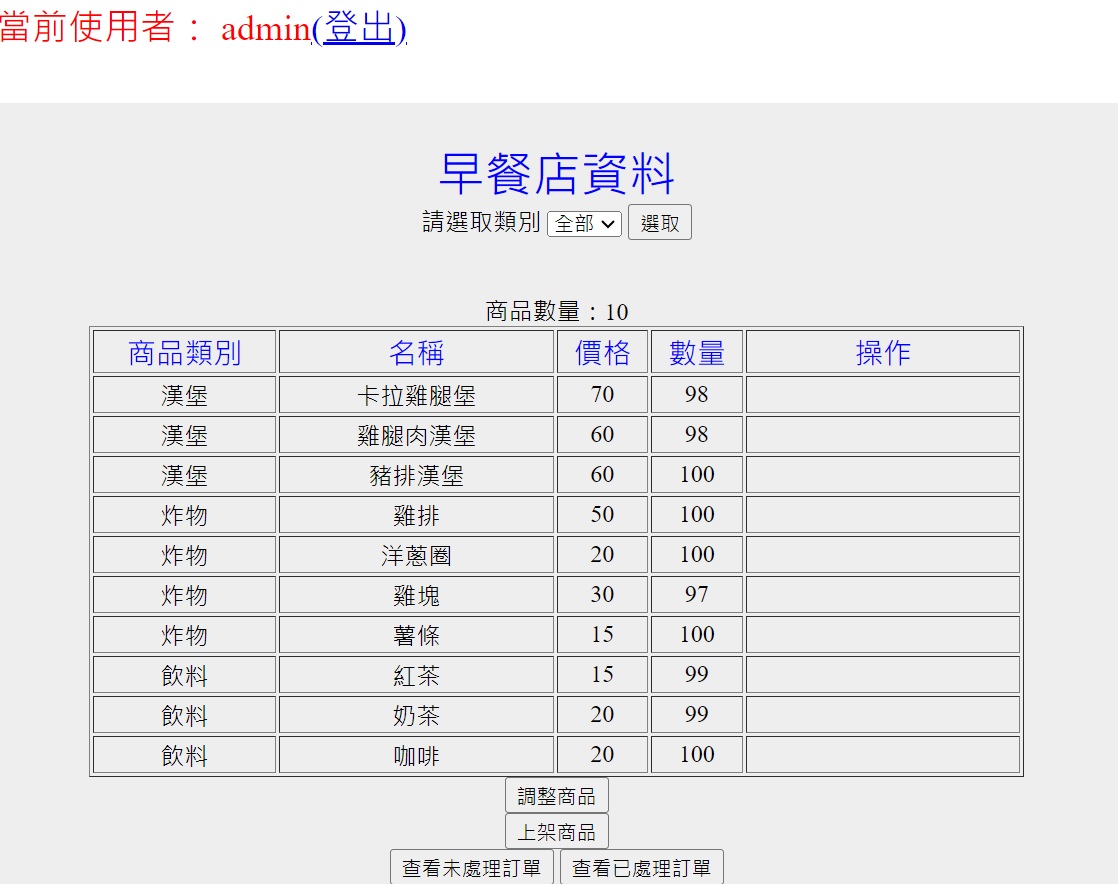 當前使用者： admin(登出)
早餐店資料
請選取類別 全部 選取
商品數量：10
商品類別 名稱 價格 數量 操作
漢堡 卡拉雞腿堡 70 98
漢堡 雞腿肉漢堡 60 98
漢堡 豬排漢堡 60 100
炸物 雞排 50 100
炸物 洋蔥圈 20 100
炸物 雞塊 30 97
炸物 薯條 15 100
飲料 紅茶 15 99
飲料 奶茶 20 99
飲料 咖啡 20 100
調整商品
上架商品
查看未處理訂單 查看已處理訂單